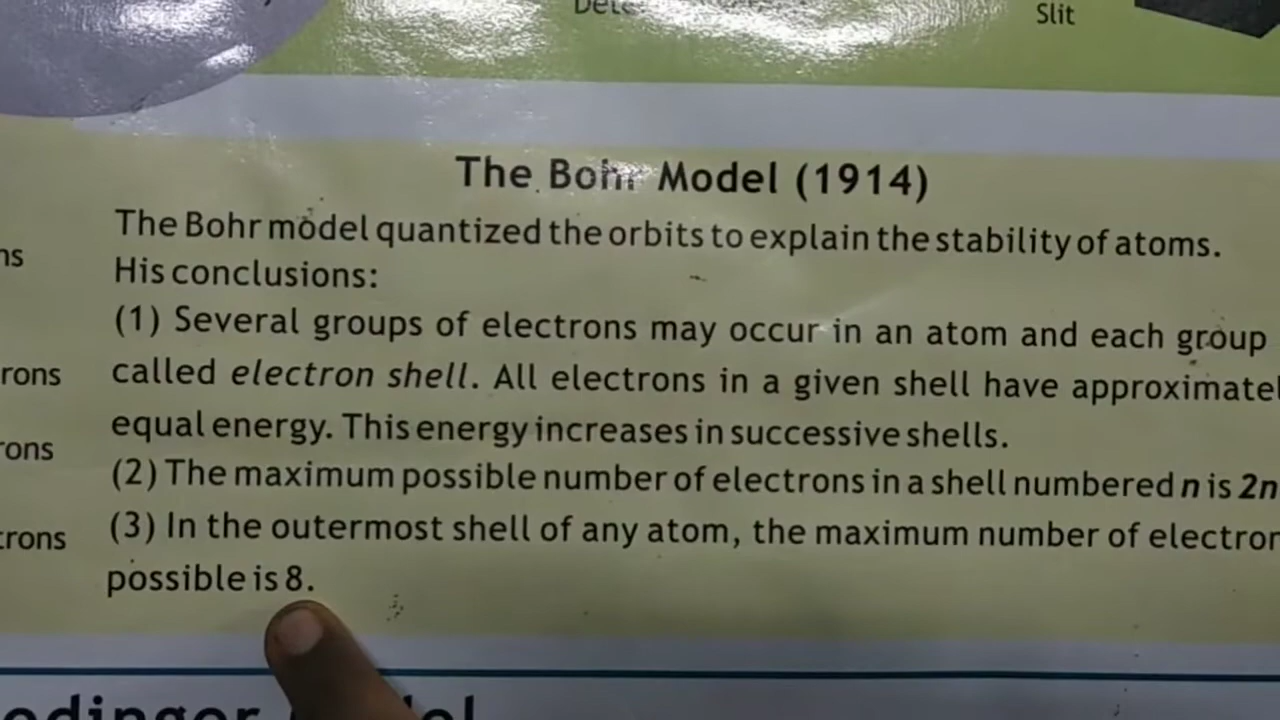 Slit
The Bohr Model (1914)
The Bohr model quantized the orbits to explain the stability of atoms.
His conclusions:
(1) Several groups of electrons may occur in an atom and each group
called electron shell. All electrons in a given shell have approximatel
equal energy. This energy increases in successive shells.
(2) The maximum possible number of electrons in a shell numbered n is 2n
(3) In the outermost shell of any atom, the maximum number of electron
possible is 8.
ns
rons
rons
trons